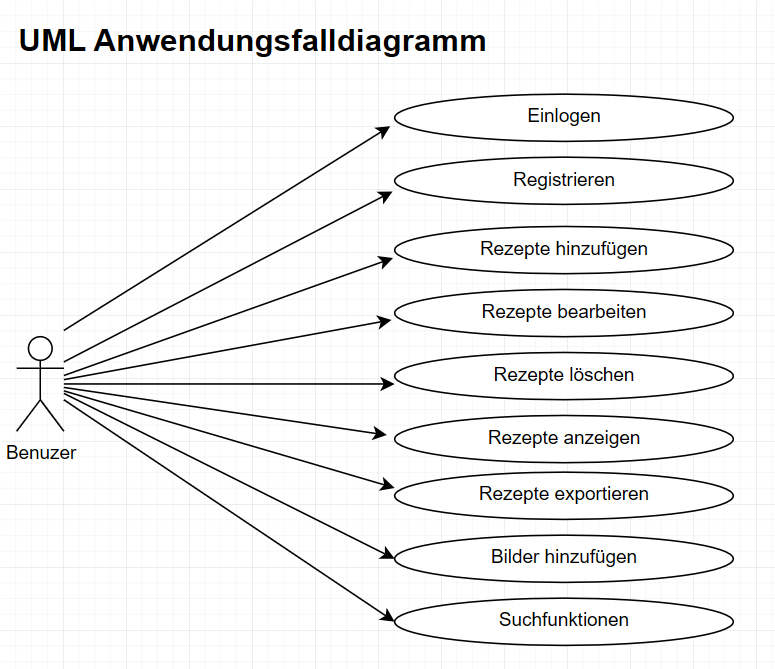 UML Anwendungsfalldiagramm
Einlogen
Registrieren
Rezepte hinzufügen
Rezepte bearbeiten
Rezepte löschen
Rezepte anzeigen
Benuzer
Rezepte exportieren
Bilder hinzufügen
Suchfunktionen